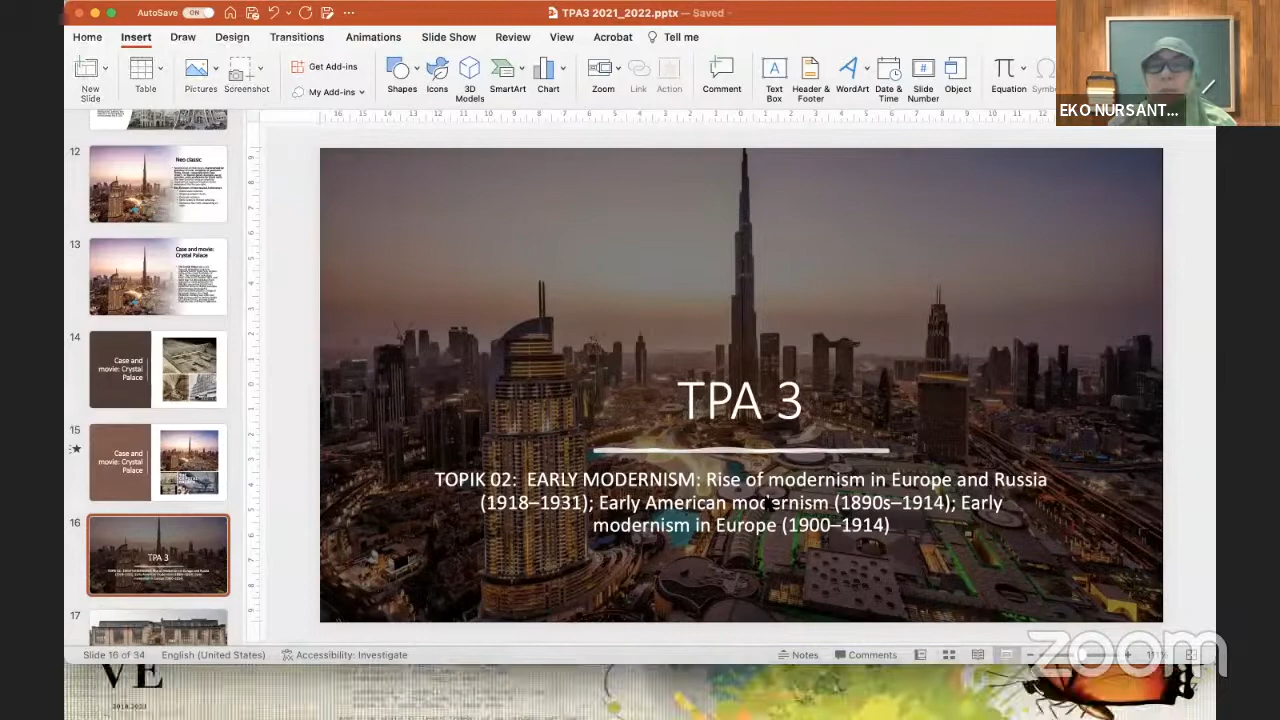 AutoSave ON
TPA3 2021_2022.pptx — Saved
Home Insert Draw Design Transitions Animations Slide Show Review View Acrobat Tell me
New Slide
Table
Pictures
Screenshot
Get Add-ins
My Add-ins
Shapes
Icons
3D Models
SmartArt
Chart
Zoom
Link
Action
Comment
Text Box
Header & Footer
WordArt
Date & Time
Slide Number
Object
Equation
EKO NURSANT...
12
Neo classic
13
Case and movie:
Crystal Palace
14
Case and
movie: Crystal
Palace
15
Case and
movie: Crystal
Palace
16
TPA 3
17
TPA 3
TOPIK 02: EARLY MODERNISM: Rise of modernism in Europe and Russia
(1918–1931); Early American modernism (1890s–1914); Early
modernism in Europe (1900–1914)
Slide 16 of 34 English (United States) Accessibility: Investigate Notes Comments
zoom
VE